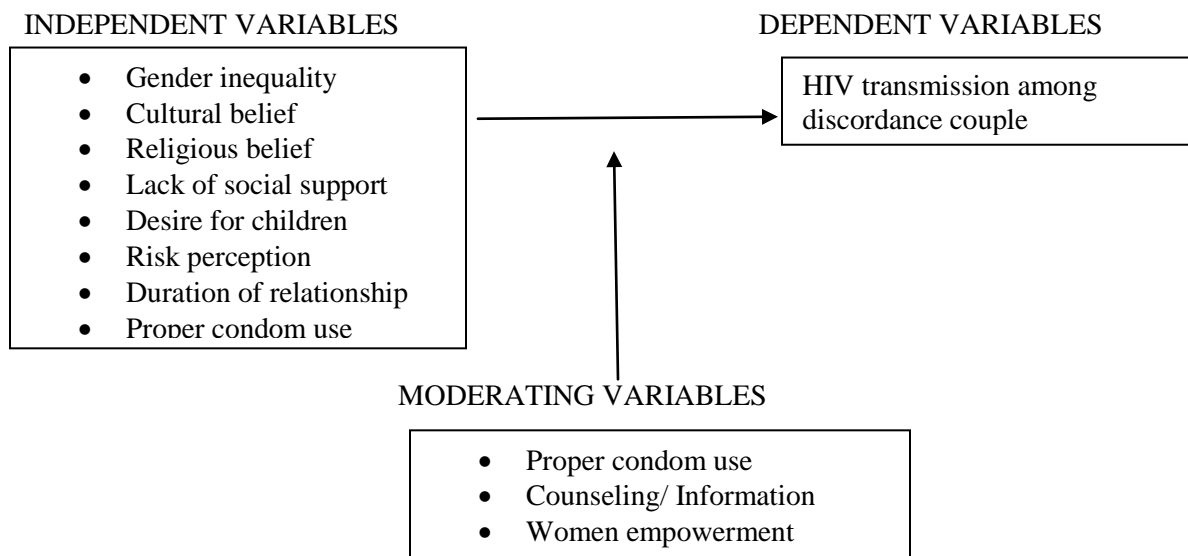 INDEPENDENT VARIABLES
• Gender inequality
• Cultural belief
• Religious belief
• Lack of social support
• Desire for children
• Risk perception
• Duration of relationship
• Proper condom use
DEPENDENT VARIABLES
HIV transmission among
discordance couple
MODERATING VARIABLES
• Proper condom use
• Counseling/ Information
• Women empowerment